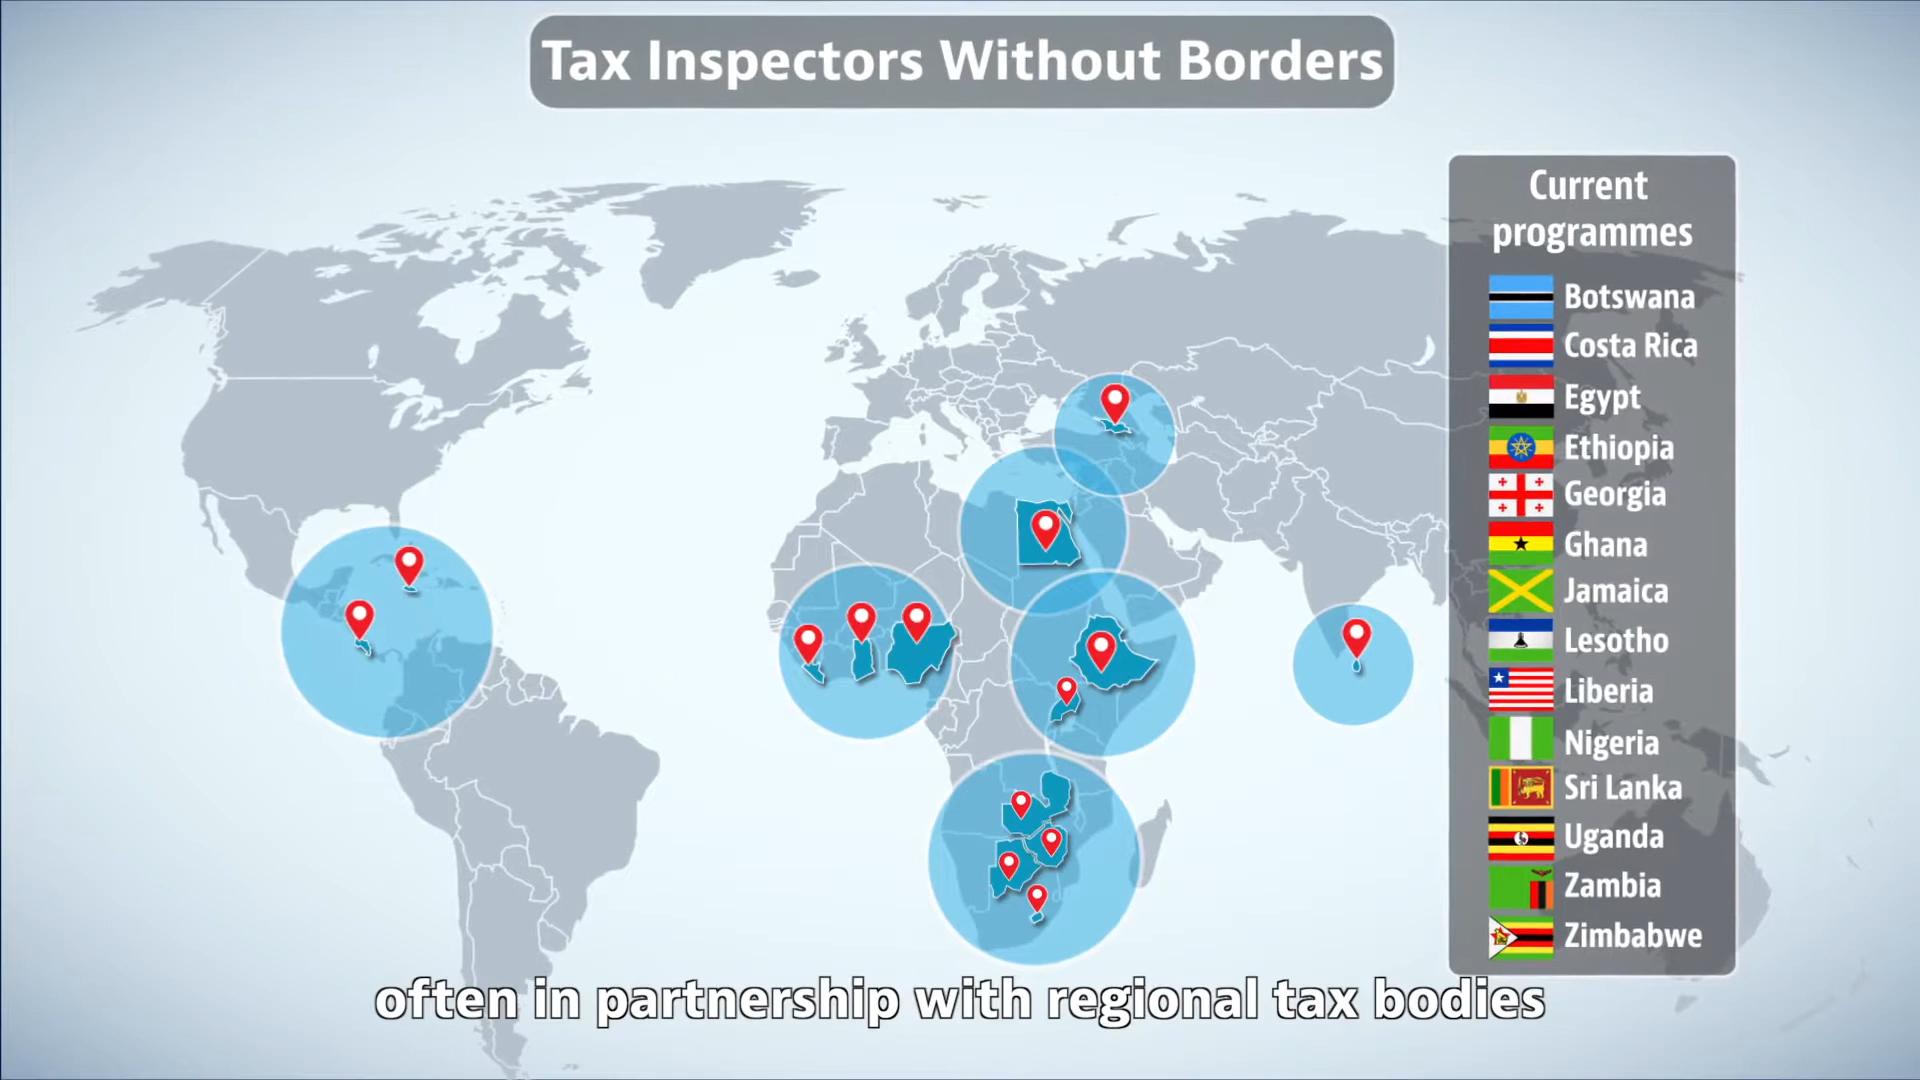 Tax Inspectors Without Borders
Current
programmes
Botswana
Costa Rica
Egypt
Ethiopia
Georgia
Ghana
Jamaica
Lesotho
Liberia
Nigeria
Sri Lanka
Uganda
Zambia
Zimbabwe
often in partnership with regional tax bodies